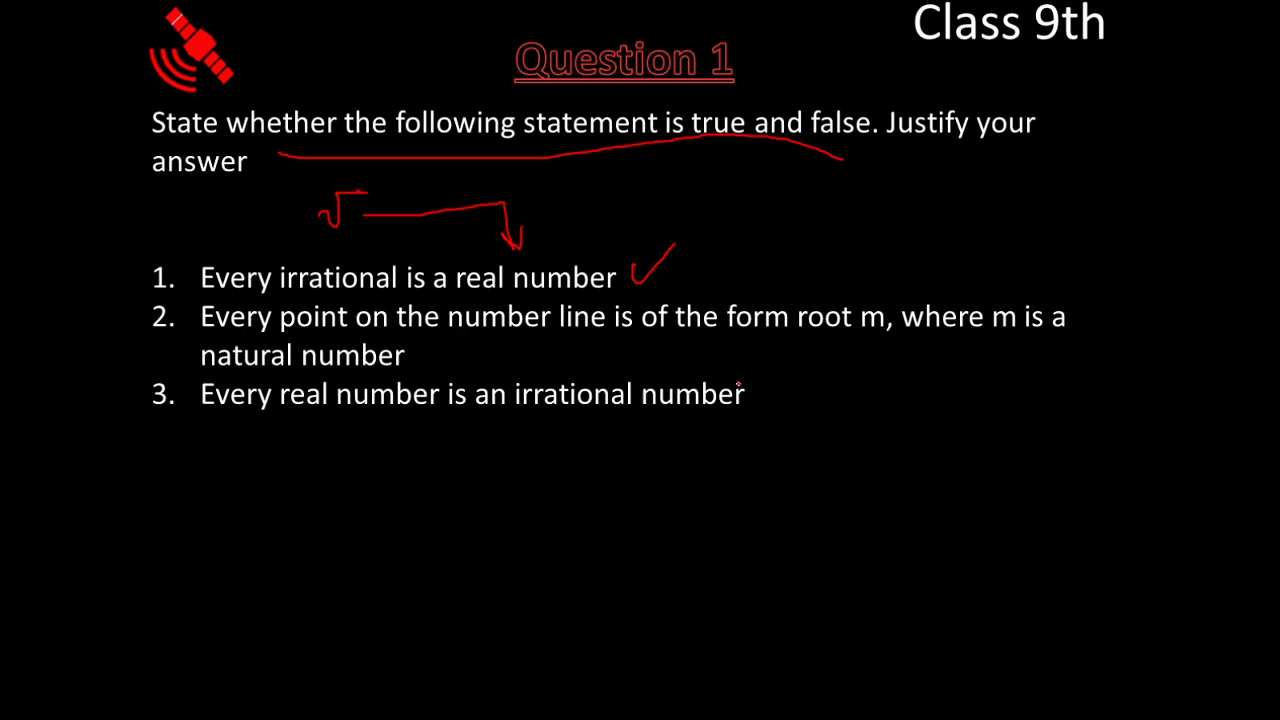 Class 9th
Question 1
State whether the following statement is true and false. Justify your
answer
√
1. Every irrational is a real number ✓
2. Every point on the number line is of the form root m, where m is a
natural number
3. Every real number is an irrational number